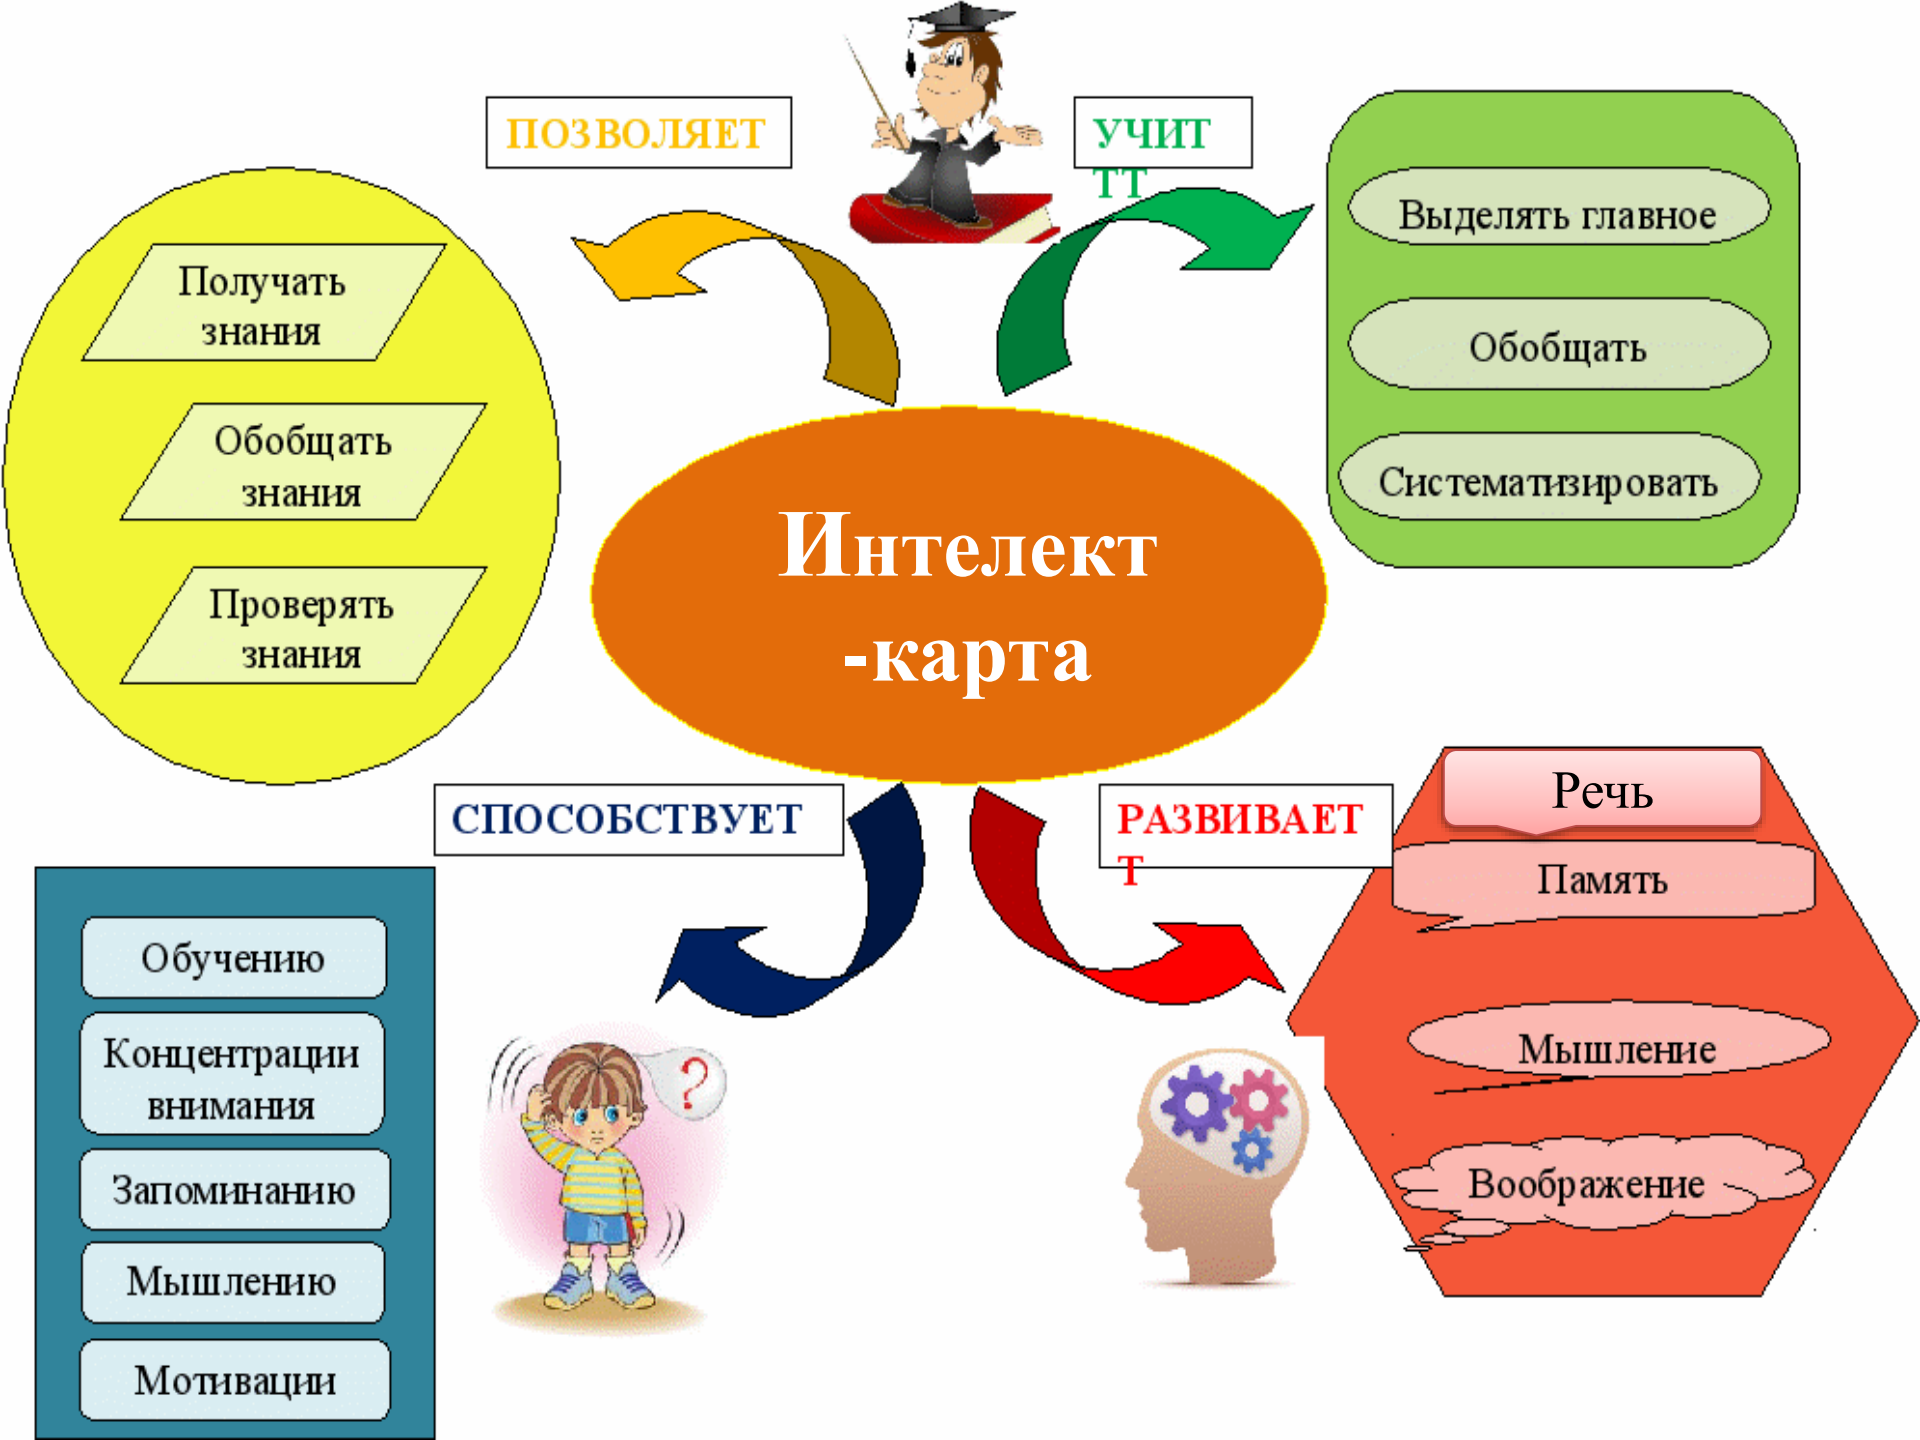 ПОЗВОЛЯЕТ
УЧИТ
ТТ
Получать
знания
Обобщать
знания
Проверять
знания
Выделять главное
Обобщать
Систематизировать
Интелект
-карта
СПОСОБСТВУЕТ
РАЗВИВАЕТ
Т
Обучению
Концентрации
внимания
Запоминанию
Мышлению
Мотивации
?
Речь
Память
Мышление
Воображение